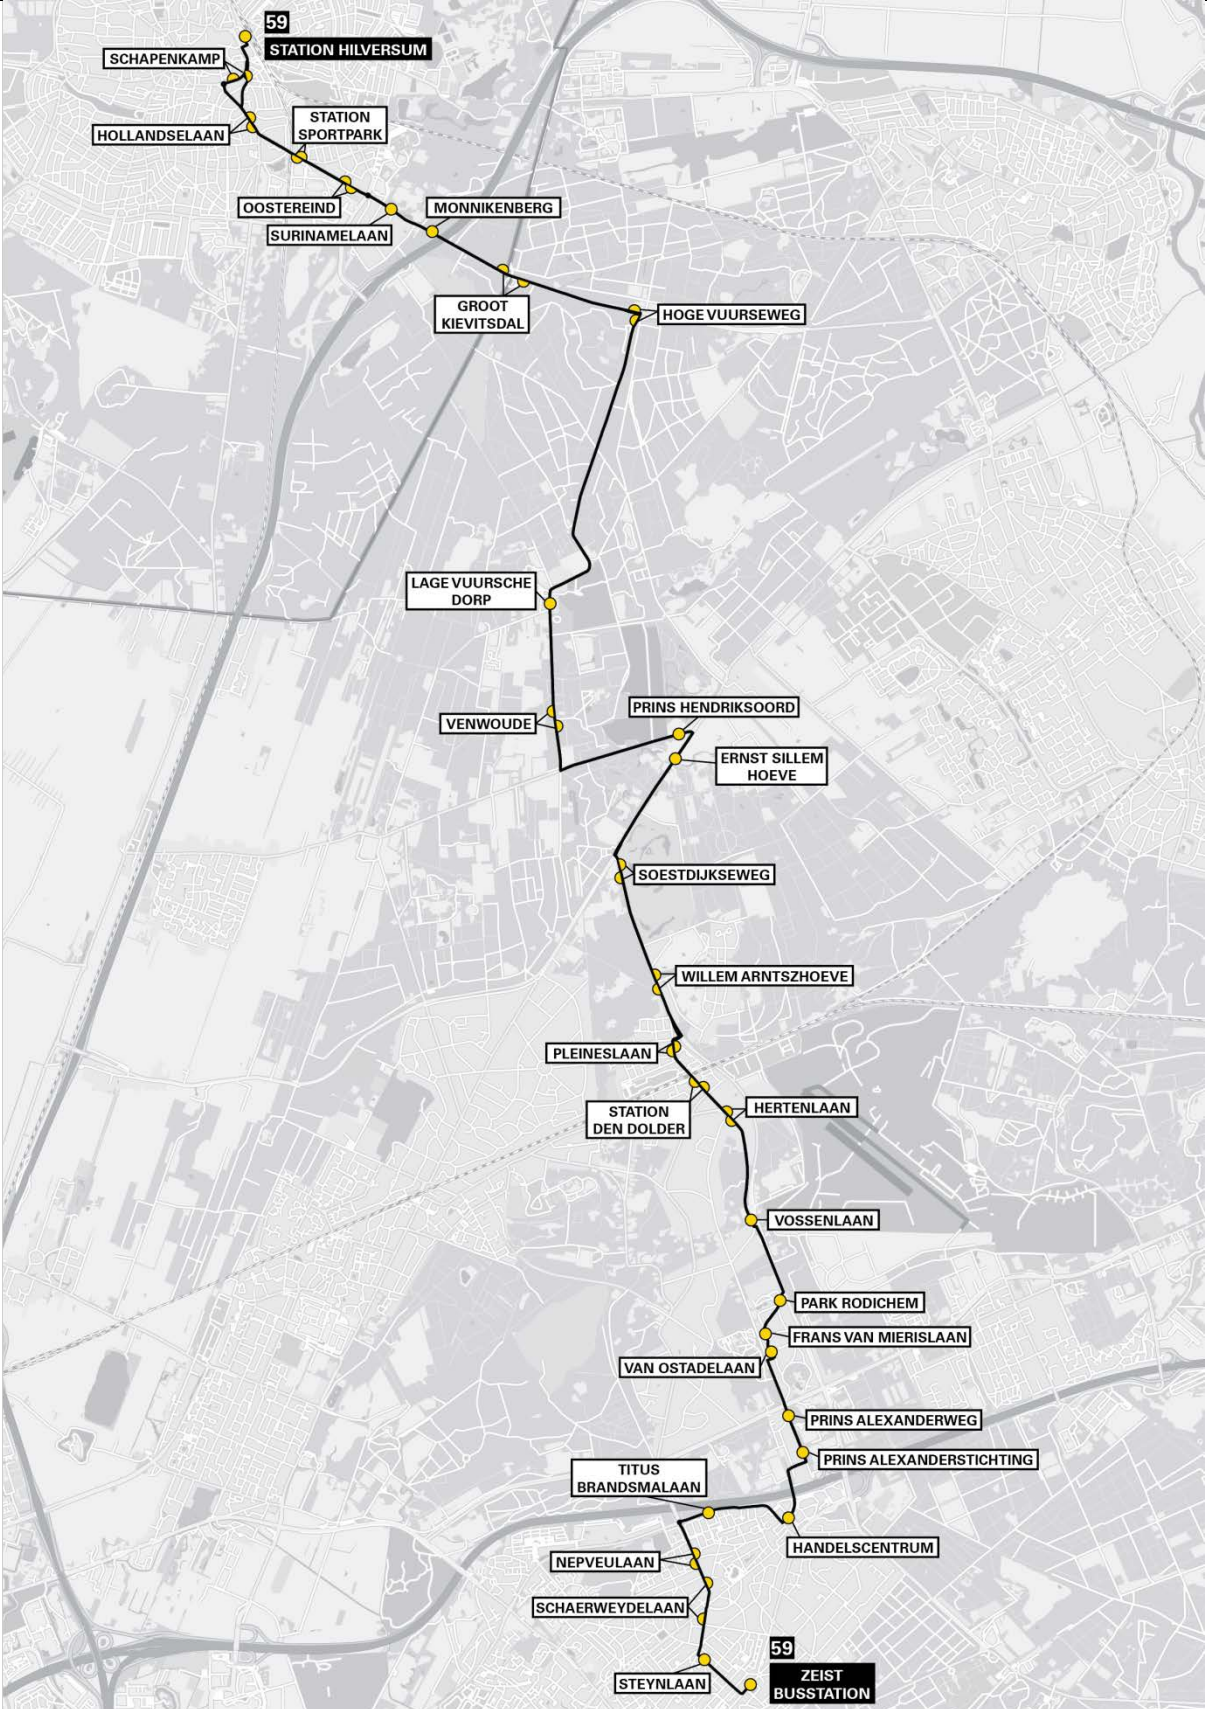 59
STATION HILVERSUM
SCHAPENKAMP
HOLLANDSELAAN
STATION
SPORTPARK
OOSTEREIND
SURINAMELAAN
MONNIKENBERG
GROOT
KIEVITSDAL
HOGE VUURSEWEG
LAGE VUURSCHE
DORP
VENWOUDE
PRINS HENDRIKSOORD
ERNST SILLEM
HOEVE
SOESTDIJKSEWEG
WILLEM ARNTSZHOEVE
PLEINESLAAN
STATION
DEN DOLDER
HERTENLAAN
VOSSENLAAN
PARK RODICHEM
FRANS VAN MIERISLAAN
VAN OSTADELAAN
PRINS ALEXANDERWEG
PRINS ALEXANDERSTICHTING
TITUS
BRANDSMALAAN
HANDELSCENTRUM
NEPVEULAAN
SCHAERWEYDELAAN
STEYNLAAN
59
ZEIST
BUSSTATION